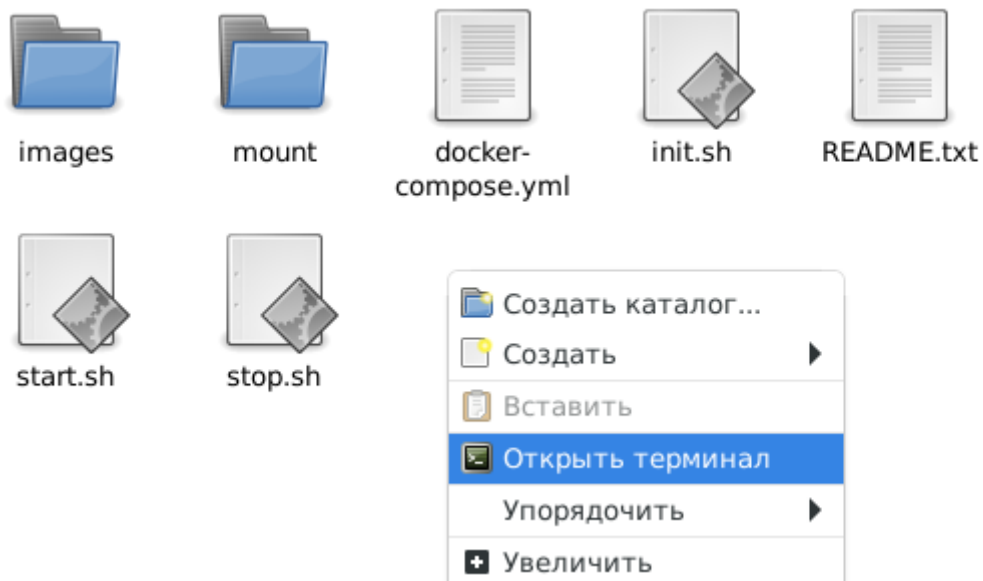 images
mount
docker-
compose.yml
init.sh
README.txt
start.sh
stop.sh
Создать каталог...
Создать
Вставить
Открыть терминал
Упорядочить
Увеличить